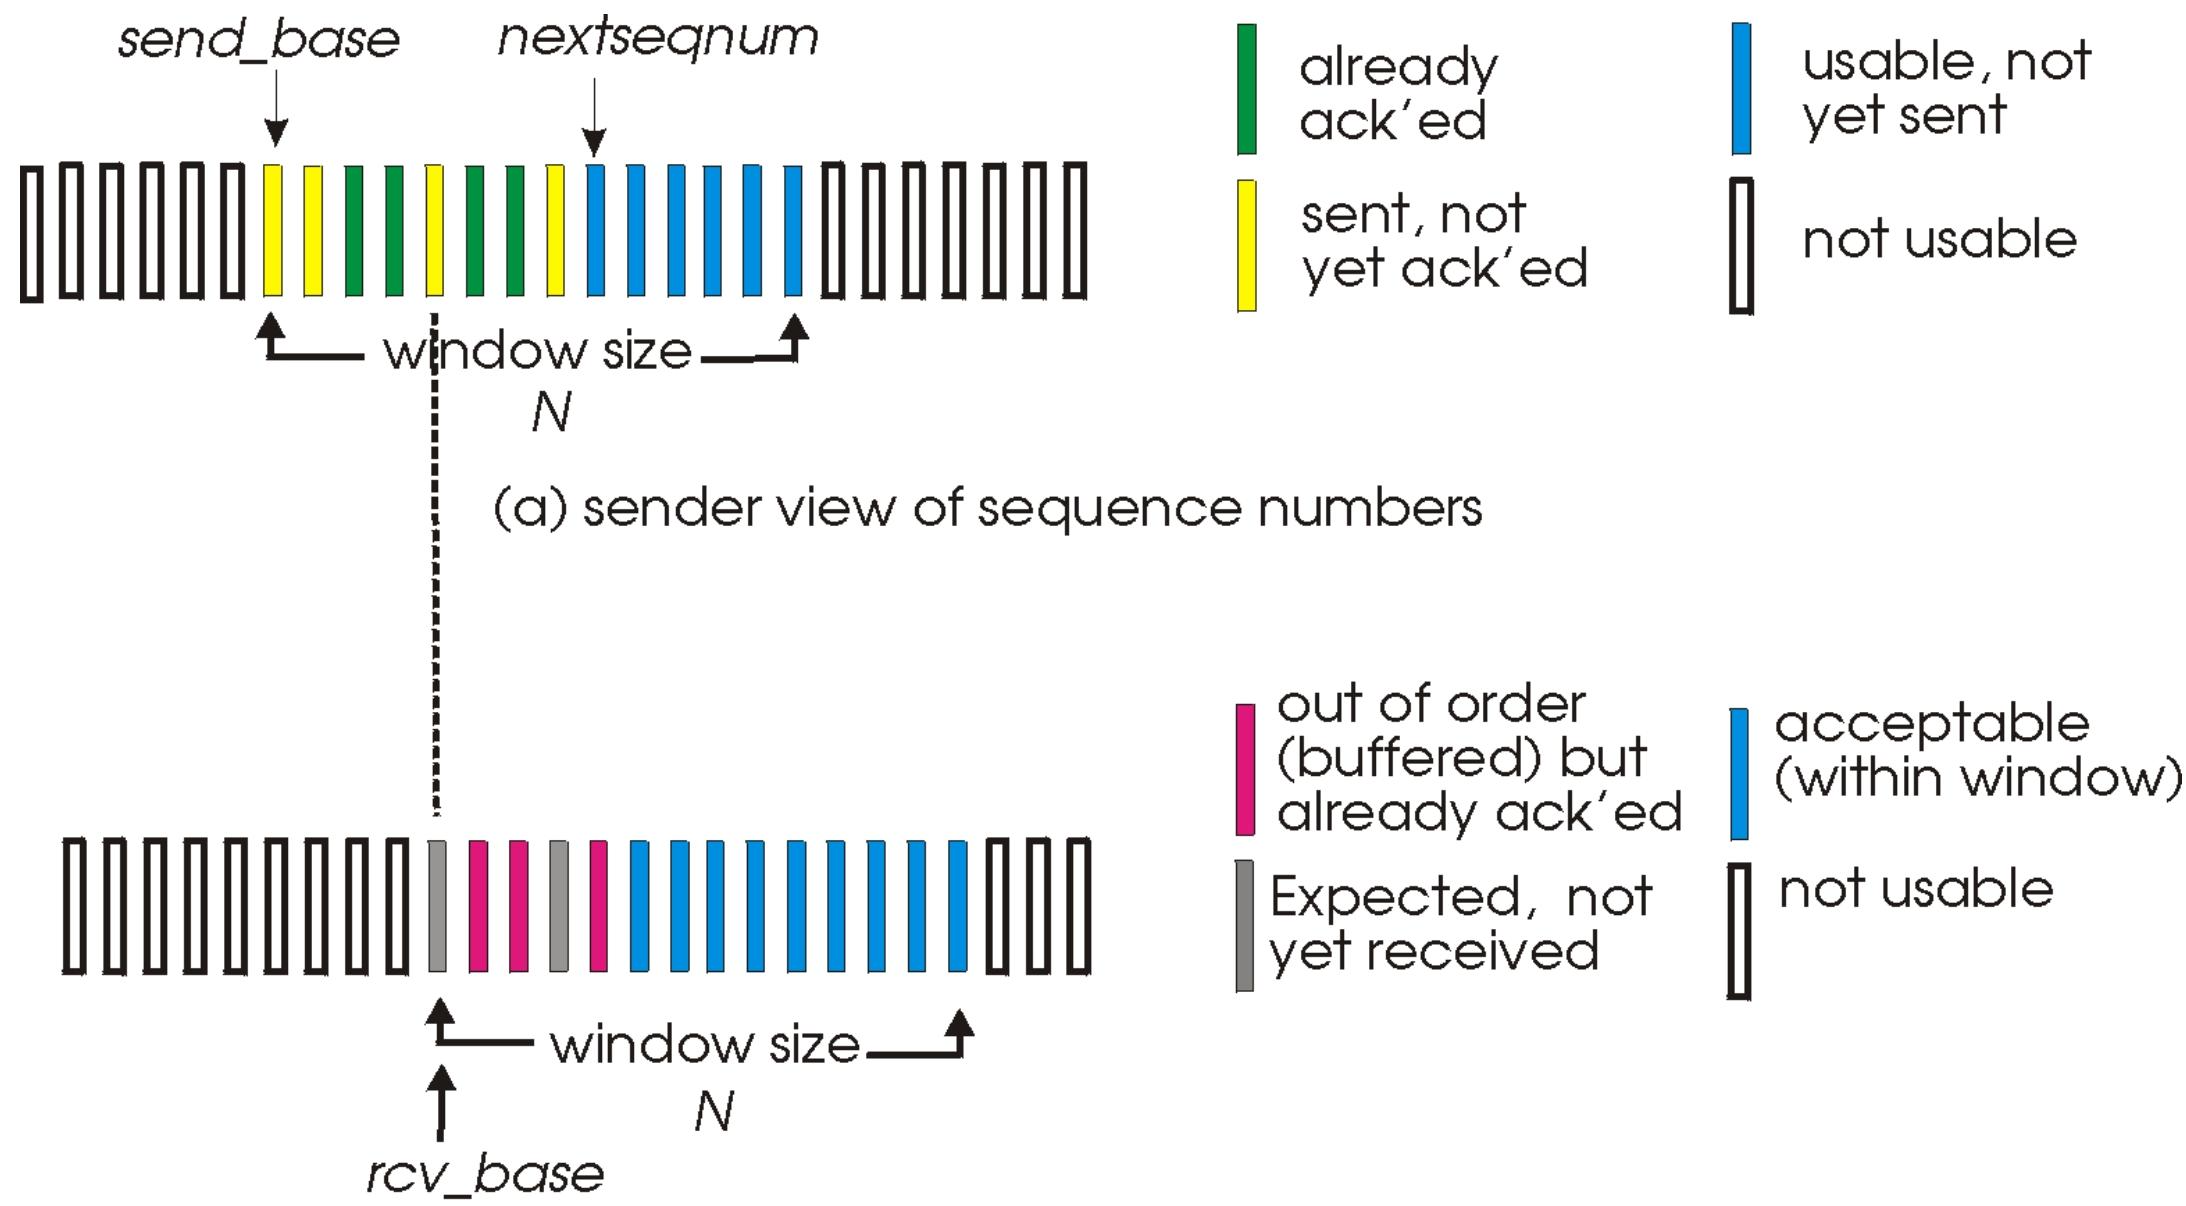 send_base
nextseqnum
already
ack'ed
usable, not
yet sent
sent, not
yet ack'ed
not usable
window size
N
(a) sender view of sequence numbers
out of order
(buffered) but
already ack'ed
acceptable
(within window)
Expected, not
yet received
not usable
window size
N
rcv_base